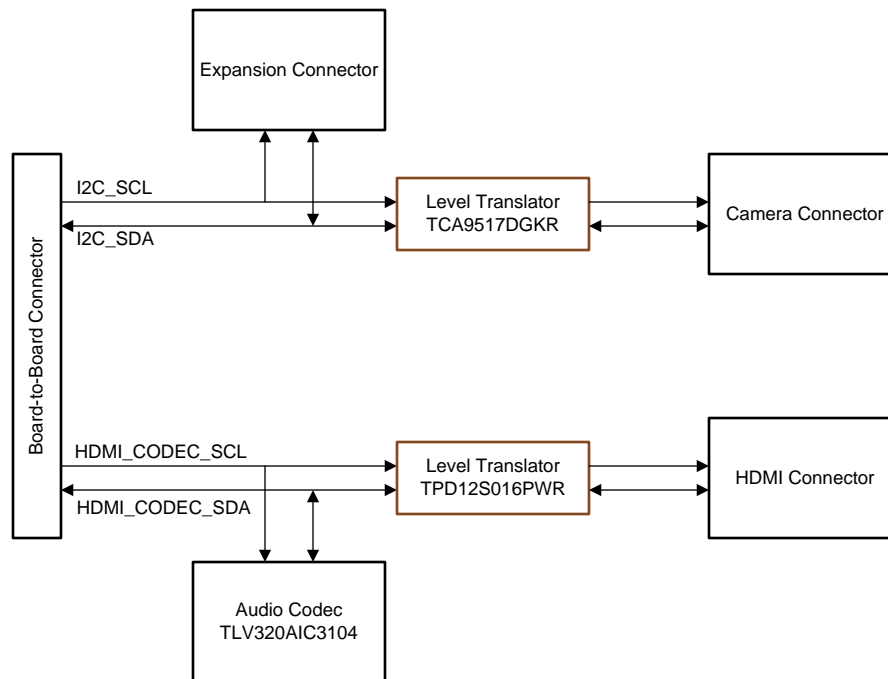 Expansion Connector
Board-to-Board Connector
I2C_SCL
I2C_SDA
Level Translator
TCA9517DGKR
Camera Connector
HDMI_CODEC_SCL
HDMI_CODEC_SDA
Level Translator
TPD12S016PWR
HDMI Connector
Audio Codec
TLV320AIC3104